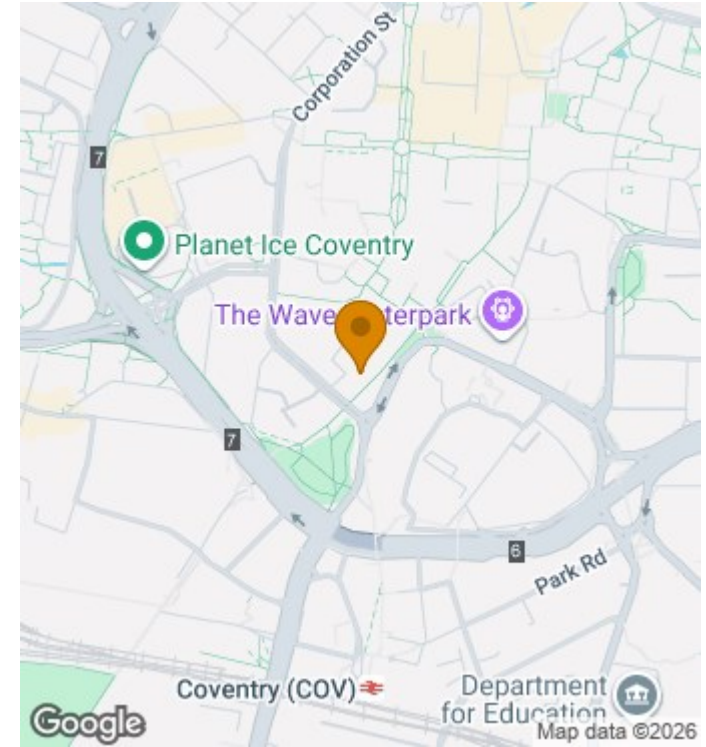 Corporation St
7
Planet Ice Coventry
The Wave terpark
7
6
Park Rd
Coventry (COV)
Department
for Education
Google
Map data ©2026